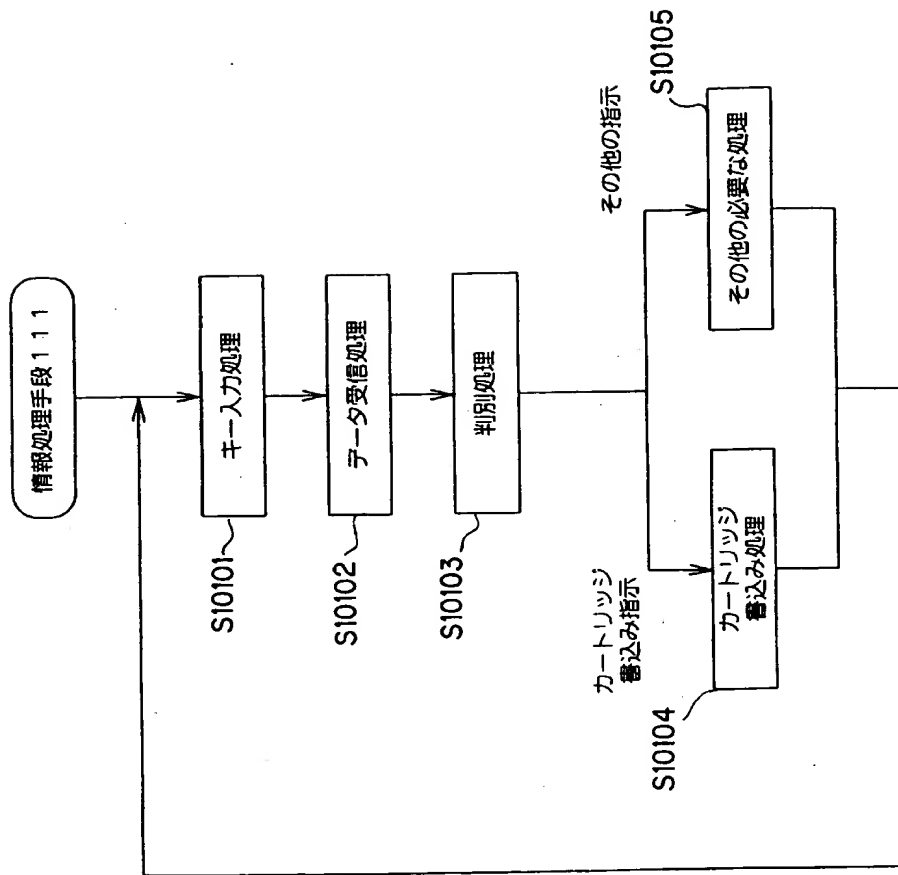 情報処理手段111
キー入力処理
S10101
データ受信処理
S10102
判別処理
S10103
カートリッジ
書込み指示
その他の指示
カートリッジ
書込み処理
S10104
その他の必要な処理
S10105